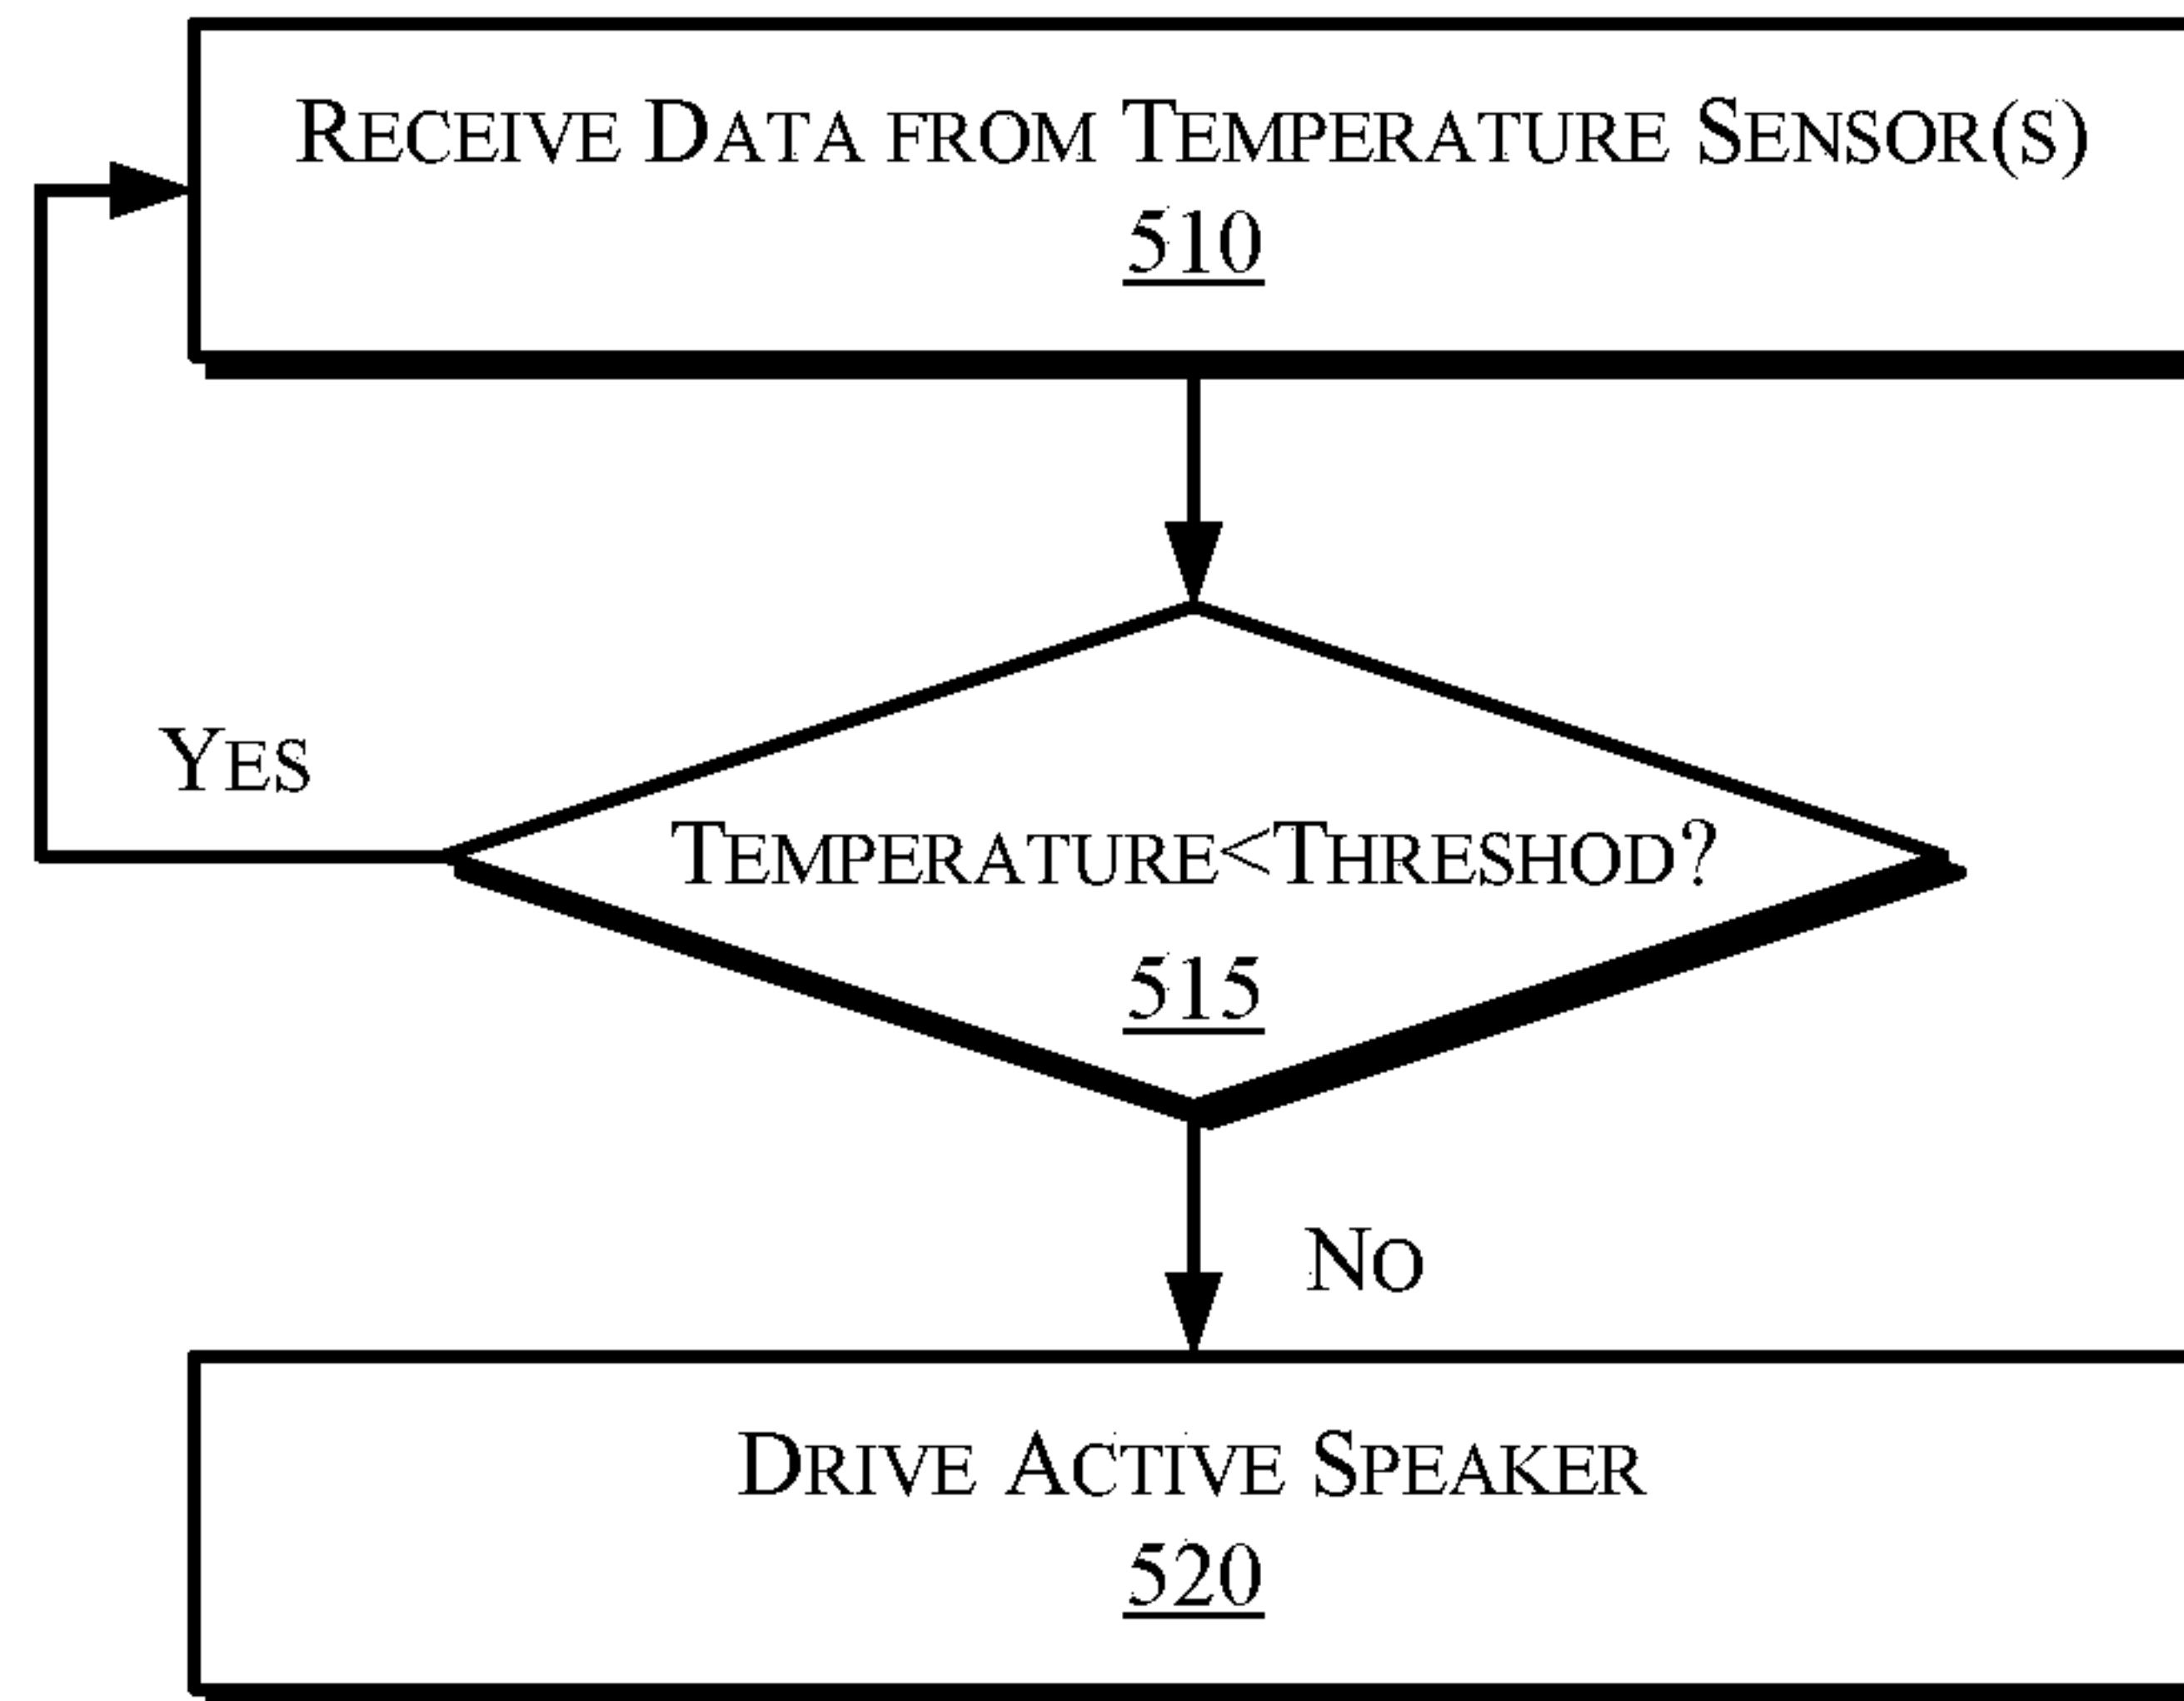 RECEIVE DATA FROM TEMPERATURE SENSOR(S)
510
YES
TEMPERATURE<THRESHOD?
515
NO
DRIVE ACTIVE SPEAKER
520